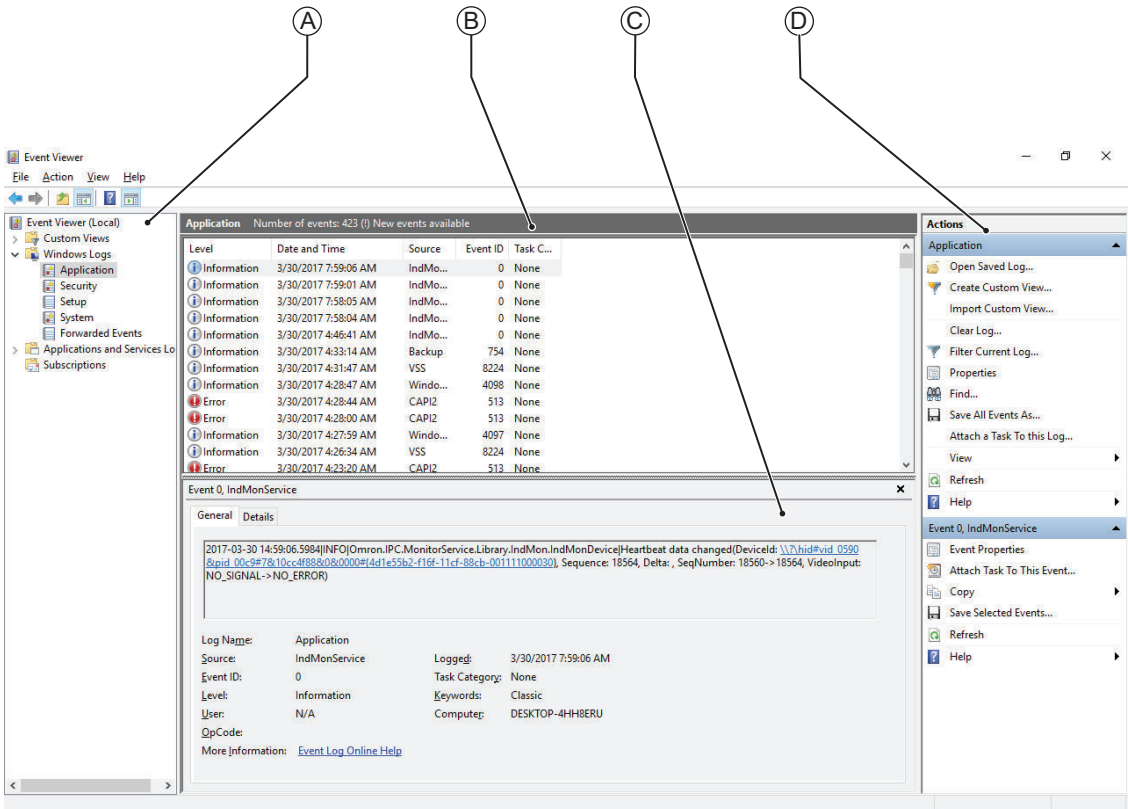 A B C D
Event Viewer
File Action View Help
Event Viewer (Local)
Custom Views
Windows Logs
Application
Security
Setup
System
Forwarded Events
Applications and Services Lo
Subscriptions
Application Number of events: 423 (!) New events available
Level Date and Time Source Event ID Task C...
Information 3/30/2017 7:59:06 AM IndMo... 0 None
Information 3/30/2017 7:59:01 AM IndMo... 0 None
Information 3/30/2017 7:58:05 AM IndMo... 0 None
Information 3/30/2017 7:58:04 AM IndMo... 0 None
Information 3/30/2017 4:46:41 AM IndMo... 0 None
Information 3/30/2017 4:33:14 AM Backup 754 None
Information 3/30/2017 4:31:47 AM VSS 8224 None
Information 3/30/2017 4:28:47 AM Windo... 4098 None
Error 3/30/2017 4:28:44 AM CAPI2 513 None
Error 3/30/2017 4:28:00 AM CAPI2 513 None
Information 3/30/2017 4:27:59 AM Windo... 4097 None
Information 3/30/2017 4:26:34 AM VSS 8224 None
Error 3/30/2017 4:23:20 AM CAPI2 513 None
Event 0, IndMonService
General Details
2017-03-30 14:59:06.5984|INFO|Omron.IPC.MonitorService.Library.IndMon.IndMonDevice|Heartbeat data changed(DeviceId: \\?\hid#vid_0590
&pid_00c9#7&10cc4f88&0&0000#{4d1e55b2-f16f-11cf-88cb-001111000030}, Sequence: 18564, Delta: , SeqNumber: 18560->18564, VideoInput:
NO_SIGNAL->NO_ERROR)
Log Name: Application
Source: IndMonService Logged: 3/30/2017 7:59:06 AM
Event ID: 0 Task Category: None
Level: Information Keywords: Classic
User: N/A Computer: DESKTOP-4HH8ERU
OpCode:
More Information: Event Log Online Help
Actions
Application
Open Saved Log...
Create Custom View...
Import Custom View...
Clear Log...
Filter Current Log...
Properties
Find...
Save All Events As...
Attach a Task To this Log...
View
Refresh
Help
Event 0, IndMonService
Event Properties
Attach Task To This Event...
Copy
Save Selected Events...
Refresh
Help